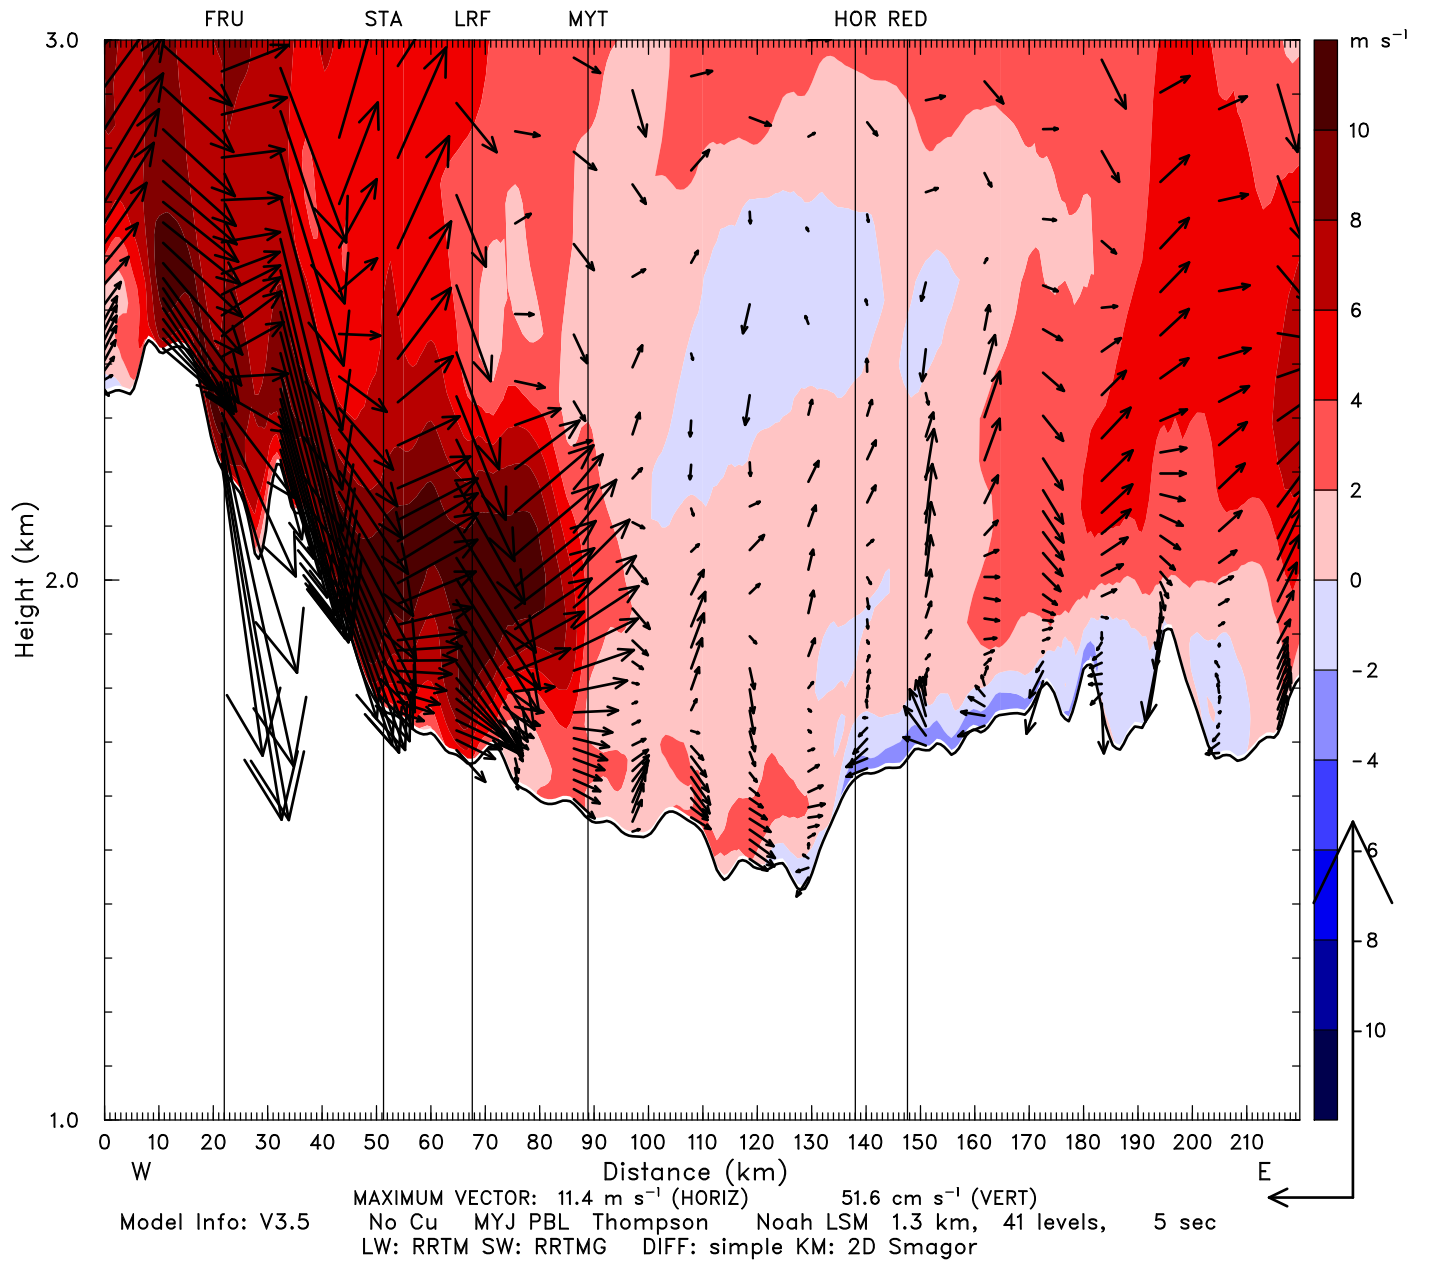 FRU STA LRF MYT HOR RED
3.0
m s⁻¹
10
8
6
4
2
2.0
0
Height (km)
−2
−4
6
8
10
1.0
0 10 20 30 40 50 60 70 80 90 100 110 120 130 140 150 160 170 180 190 200 210
W Distance (km) E
MAXIMUM VECTOR: 11.4 m s⁻¹ (HORIZ) 51.6 cm s⁻¹ (VERT)
Model Info: V3.5 No Cu MYJ PBL Thompson Noah LSM 1.3 km, 41 levels, 5 sec
LW: RRTM SW: RRTMG DIFF: simple KM: 2D Smagor